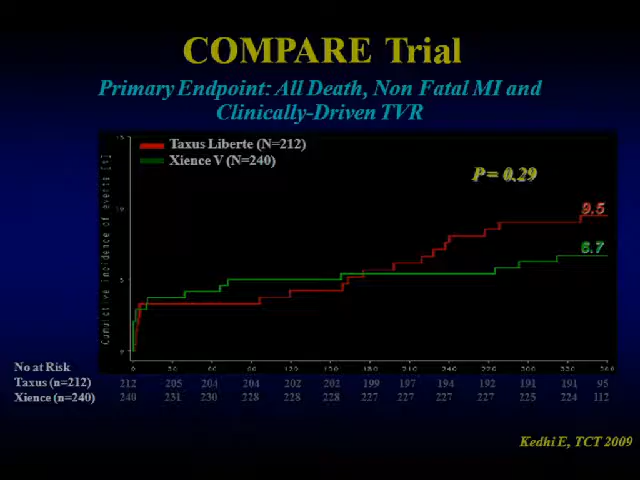 COMPARE Trial
Primary Endpoint: All Death, Non Fatal MI and
Clinically-Driven TVR
Taxus Liberte (N=212)
Xience V (N=240)
P = 0.29
9.5
6.7
Cumulative incidence of events [%]
No at Risk
Taxus (n=212) 212 205 204 204 202 202 199 197 194 192 191 191 95
Xience (n=240) 240 231 230 228 228 228 227 227 227 227 225 224 112
Kedhi E, TCT 2009